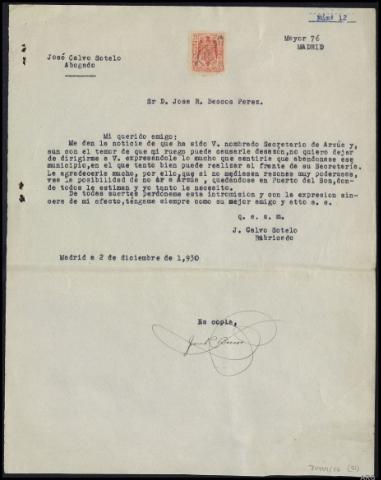 Núm 12
Mayor 76
MADRID
José Calvo Sotelo
Abogado
Sr D. Jose R. Bescos Perez.
Mi querido amigo:
Me dan la noticia de que ha sido V. nombrado Secretario de Arzúa y,
aun con el temor de que mi ruego puede causarle desazón,no quiero dejar
de dirigirme a V. expresándole lo mucho que sentiria que abandonase ese
municipio,en el que tanto bien puede realizar al frente de su Secretaria.
Le agradeceria mucho, por ello,que si no mediasen razones muy poderosas,
vea la posibilidad de no ir a Arzua , quedándose en Puerto del Son,don-
de todos le estiman y yo tanto le necesito.
De todas suertes perdóneme esta intromisión y con la expresión sin-
cera de mi afecto,téngame siempre como su mejor amigo y atto s. s.
q. e. s. m.
J. Calvo Sotelo
Rubricado
Madrid a 2 de diciembre de 1,930
Es copia,